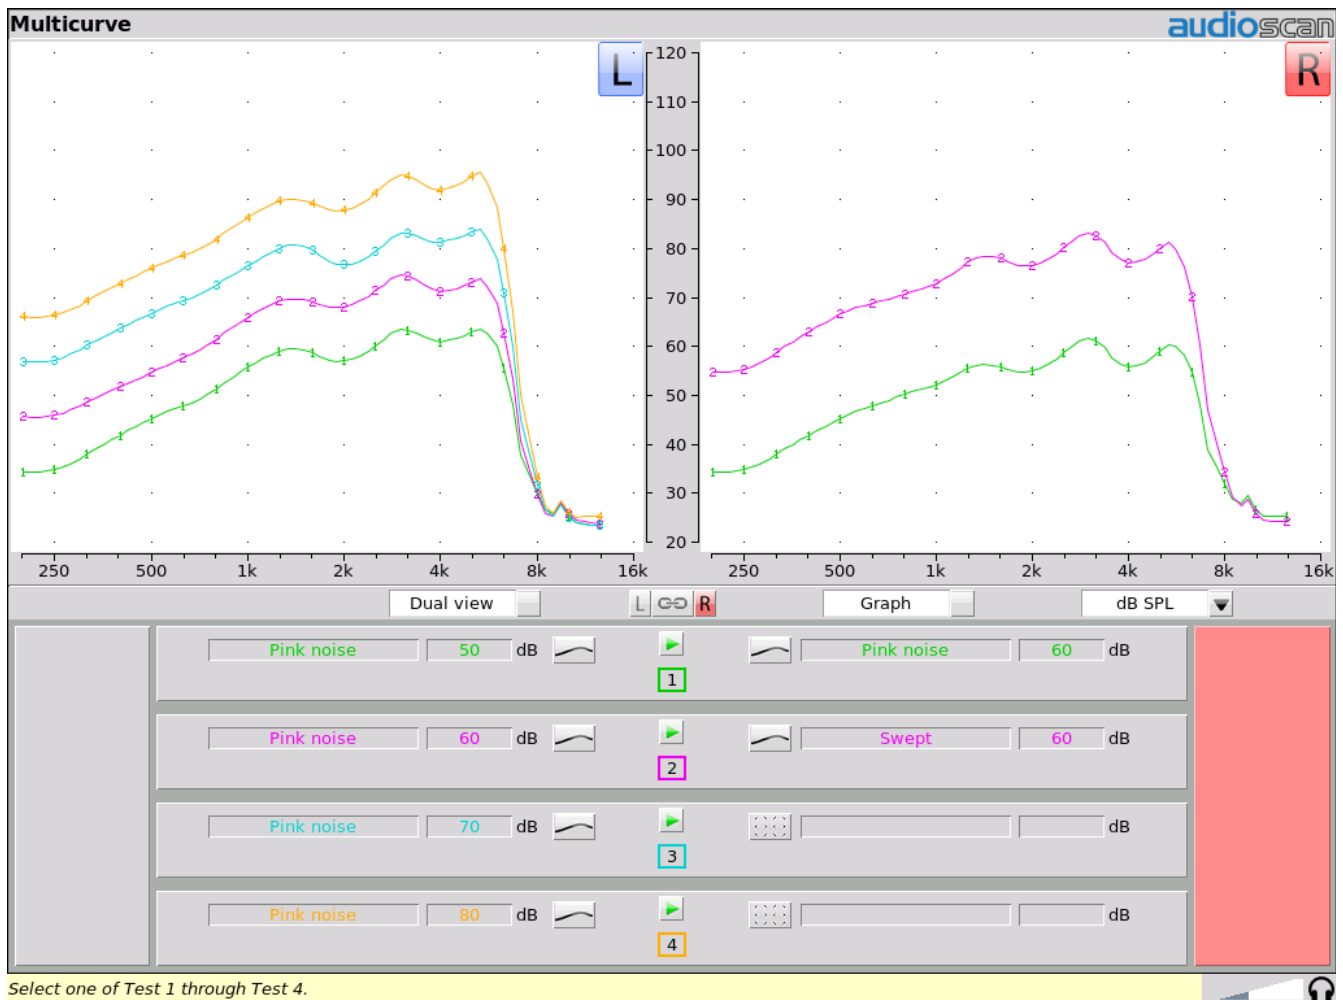 Multicurve
audioscan
L
R
120
110
100
90
80
70
60
50
40
30
20
250 500 1k 2k 4k 8k 16k
250 500 1k 2k 4k 8k 16k
Dual view
L
R
Graph
dB SPL
Pink noise 50 dB
1
Pink noise 60 dB
Pink noise 60 dB
2
Swept 60 dB
Pink noise 70 dB
3
dB
Pink noise 80 dB
4
dB
Select one of Test 1 through Test 4.